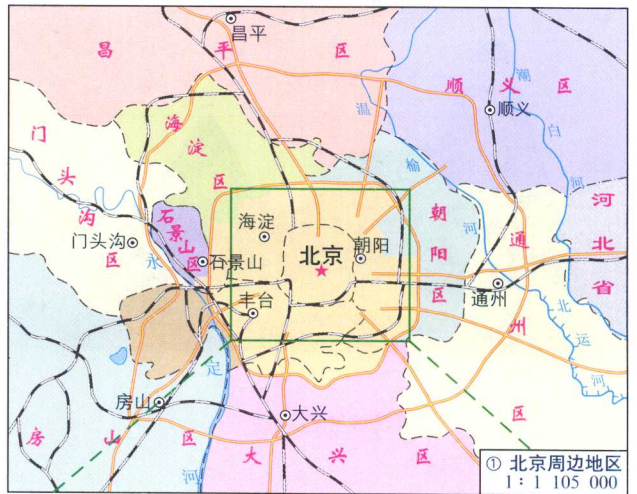 昌平
昌平区
顺义区
潮白河
温榆河
顺义
海淀区
门头沟区
石景山区
朝阳区
通州区
河北省
海淀
朝阳
北京
门头沟
石景山
永定河
丰台
通州
北运河
房山
大兴
房山区
大兴区
① 北京周边地区
1：1 105 000